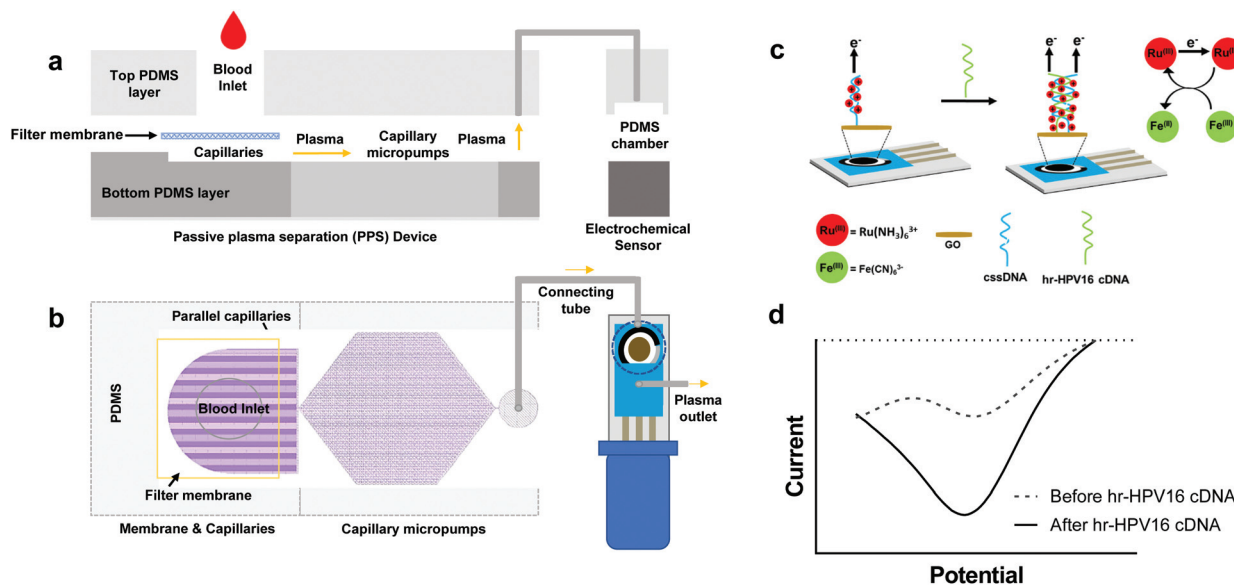 a
Top PDMS
layer
Blood
Inlet
Filter membrane
Capillaries
Plasma
Capillary
micropumps
Plasma
PDMS
chamber
Bottom PDMS layer
Passive plasma separation (PPS) Device
Electrochemical
Sensor
b
Parallel capillaries
PDMS
Blood Inlet
Filter membrane
Membrane & Capillaries
Capillary micropumps
Connecting
tube
Plasma
outlet
c
e-
e-
e-
e-
Ru(III)
Fe(II)
Fe(III)
Ru(III) = Ru(NH3)6 3+
GO
Fe(III) = Fe(CN)6 3-
cssDNA
hr-HPV16 cDNA
d
Current
Before hr-HPV16 cDNA
After hr-HPV16 cDNA
Potential